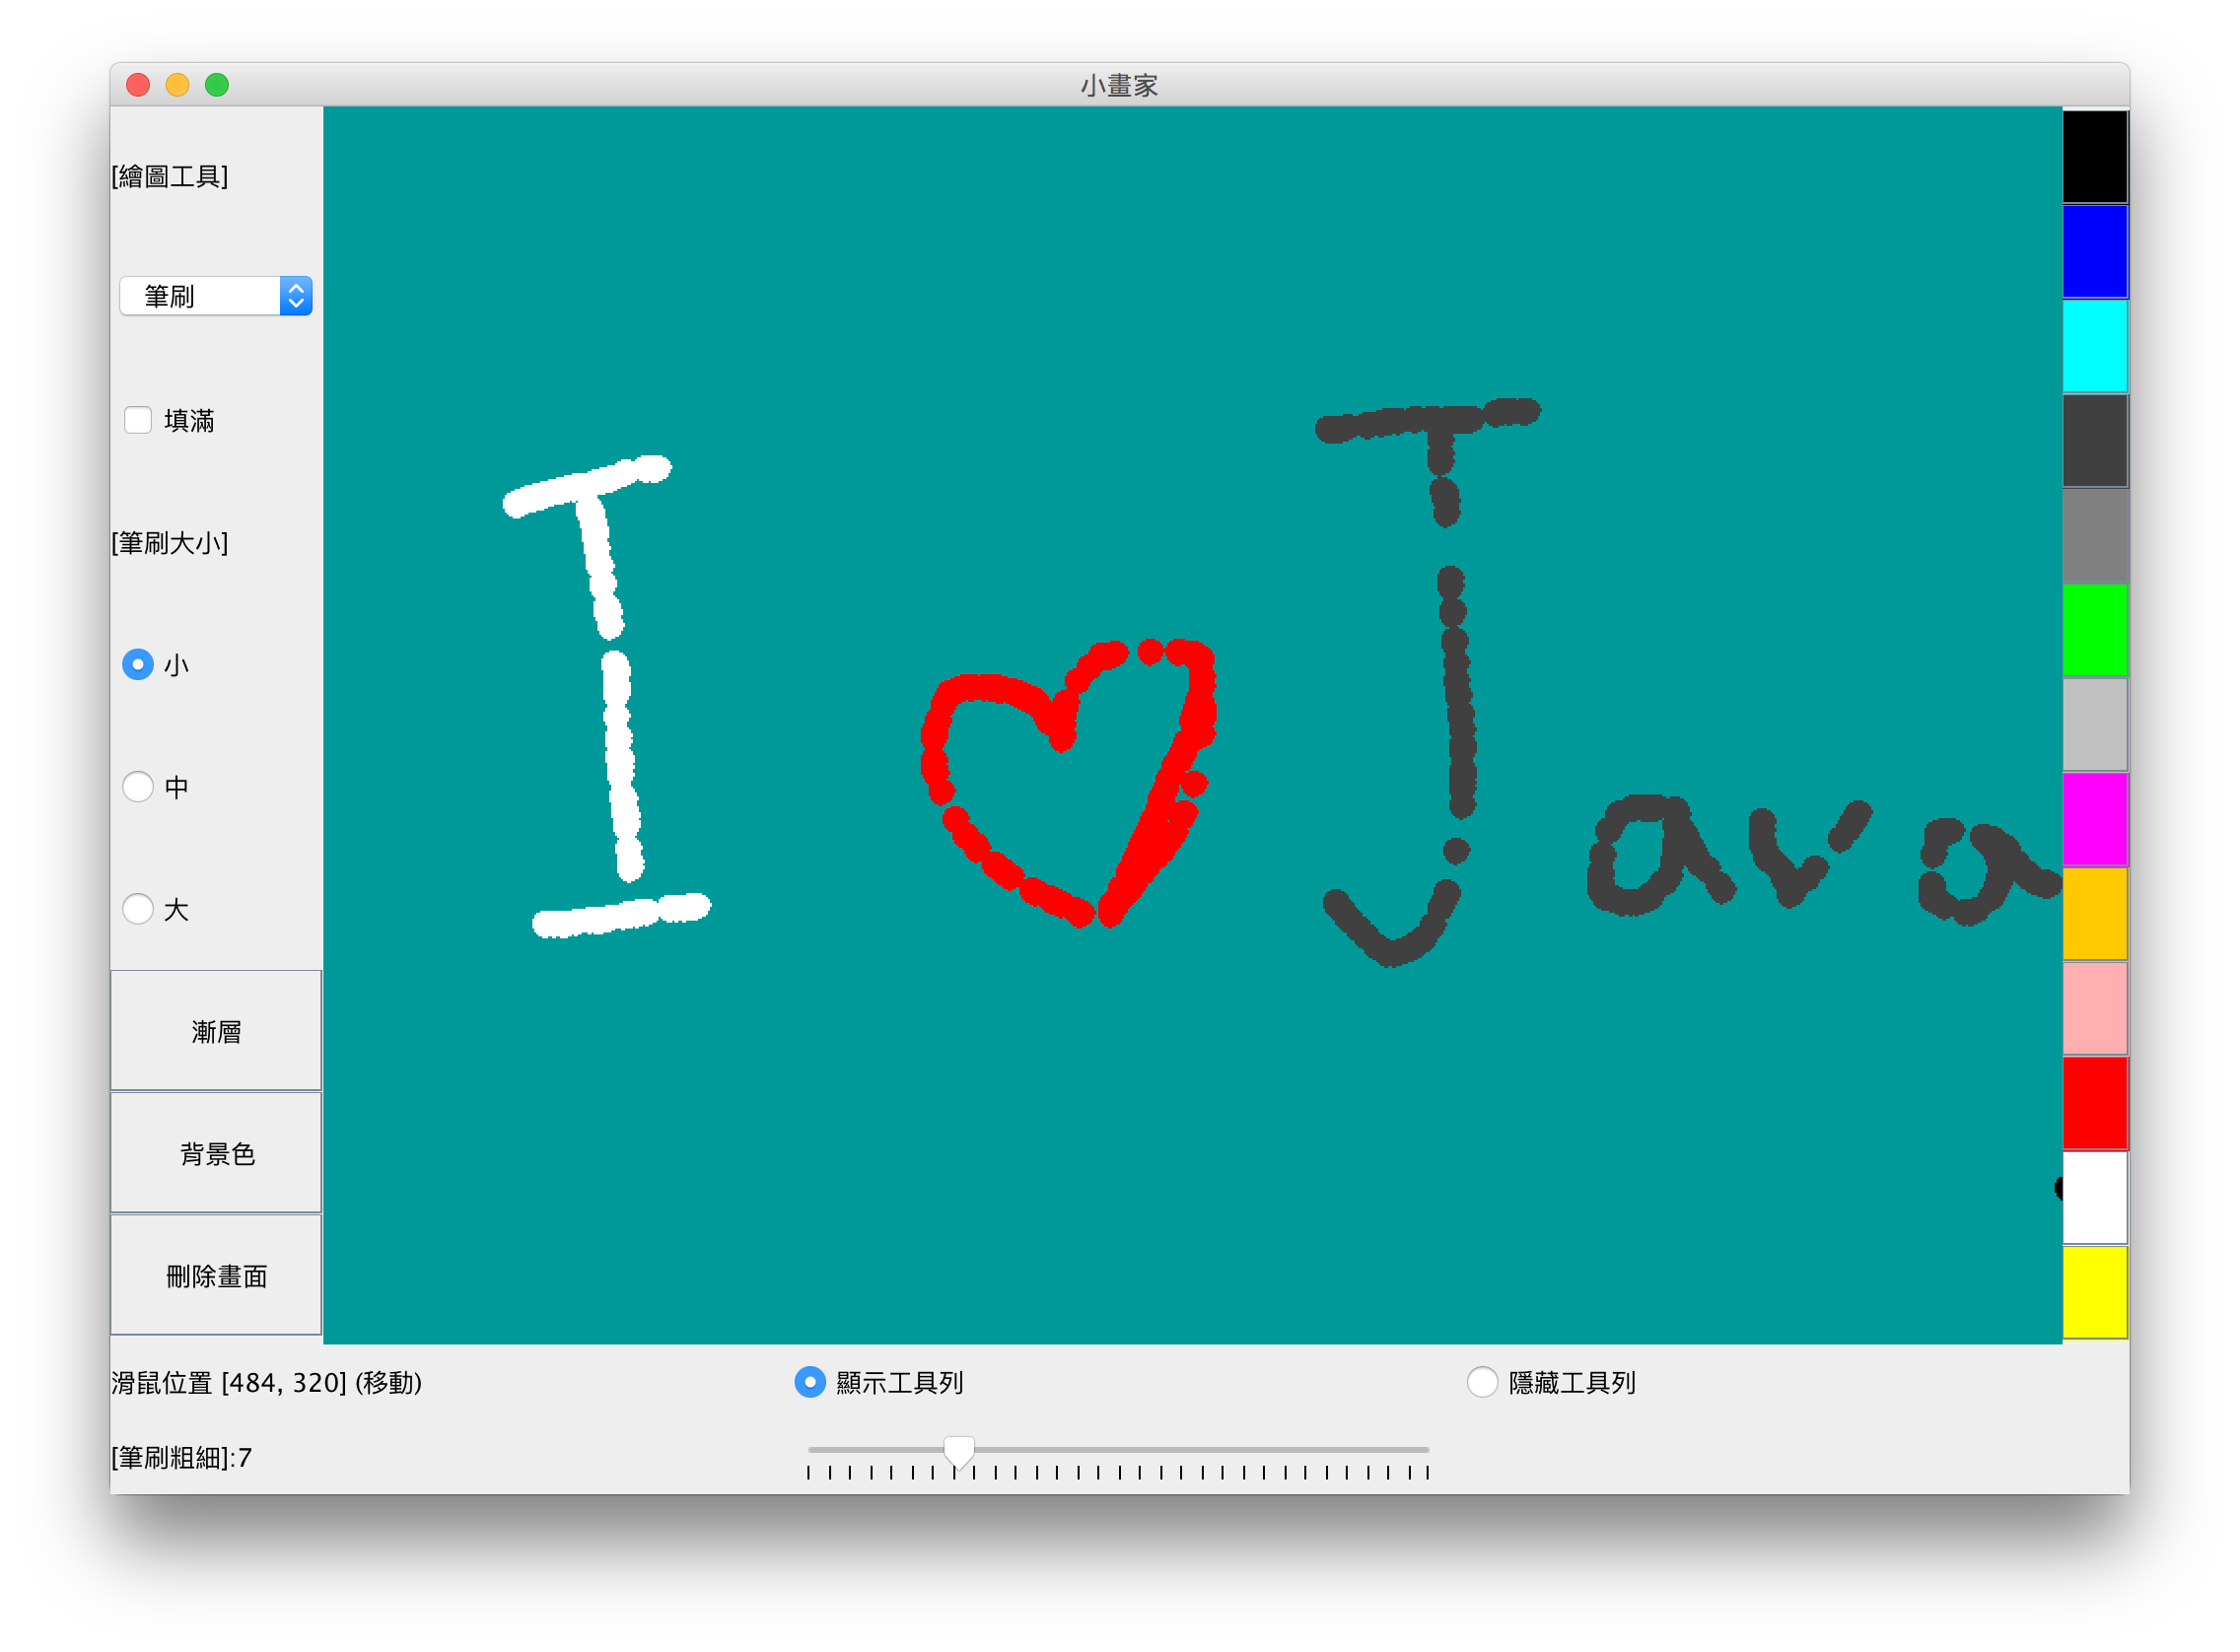 小畫家
[繪圖工具]
筆刷
填滿
[筆刷大小]
小
中
大
漸層
背景色
刪除畫面
I Java
滑鼠位置 [484, 320] (移動)
顯示工具列
隱藏工具列
[筆刷粗細]:7